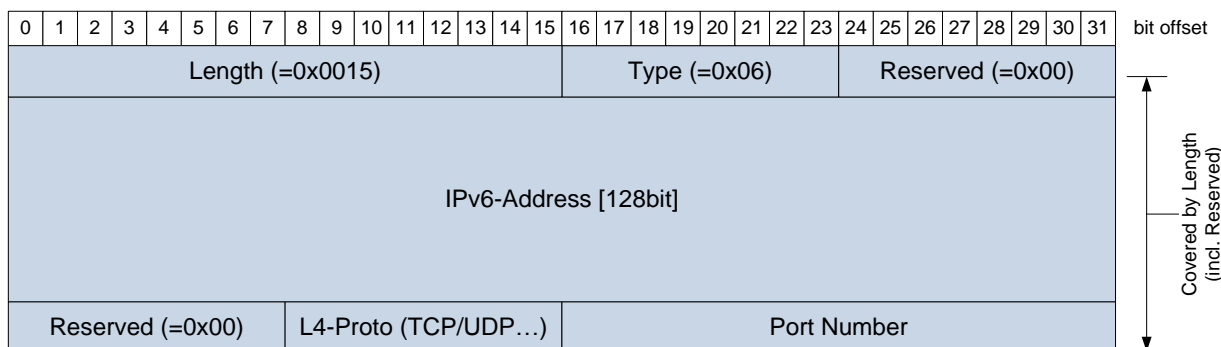 0 1 2 3 4 5 6 7 8 9 10 11 12 13 14 15 16 17 18 19 20 21 22 23 24 25 26 27 28 29 30 31 bit offset
Length (=0x0015) Type (=0x06) Reserved (=0x00)
IPv6-Address [128bit]
Covered by Length
(incl. Reserved)
Reserved (=0x00) L4-Proto (TCP/UDP…) Port Number